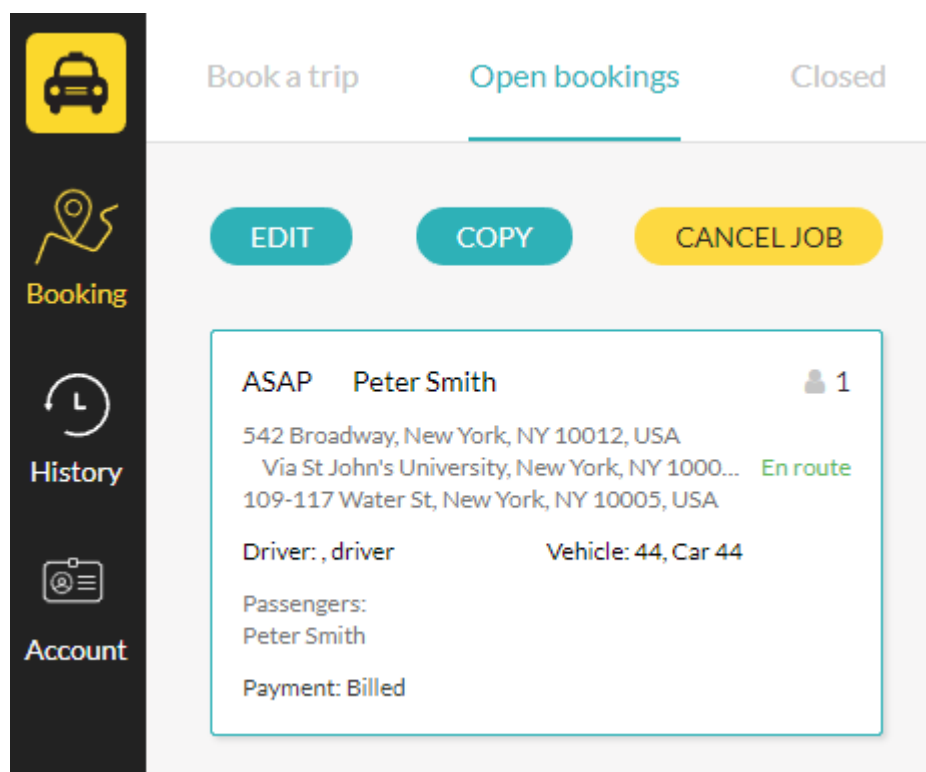 Book a trip Open bookings Closed
EDIT COPY CANCEL JOB
Booking
History
Account
ASAP Peter Smith 1
542 Broadway, New York, NY 10012, USA
Via St John's University, New York, NY 1000... En route
109-117 Water St, New York, NY 10005, USA
Driver: , driver Vehicle: 44, Car 44
Passengers:
Peter Smith
Payment: Billed